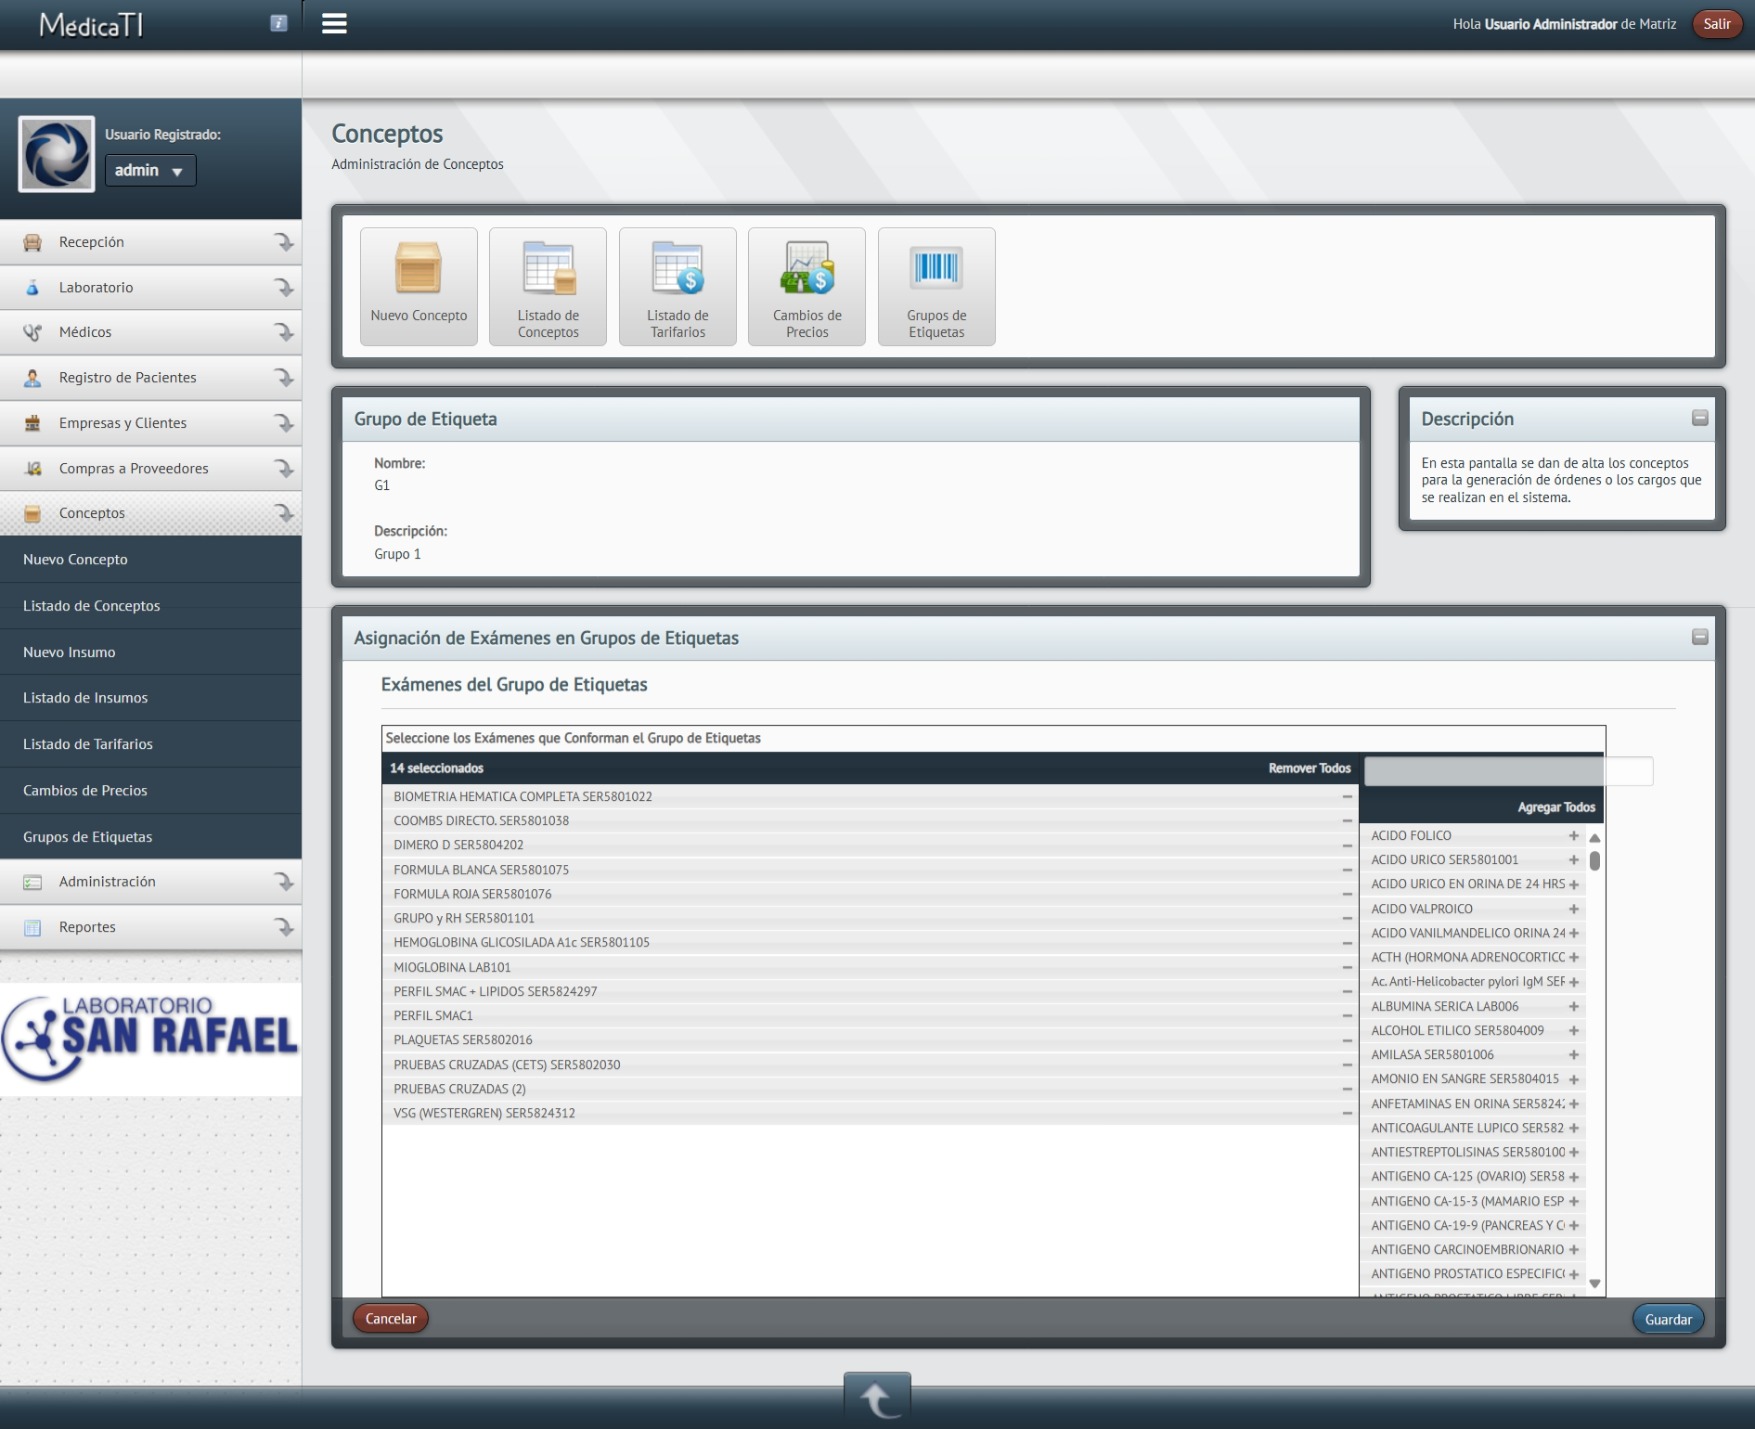 MédicaTI
Hola Usuario Administrador de Matriz
Salir
Usuario Registrado:
admin
Recepción
Laboratorio
Médicos
Registro de Pacientes
Empresas y Clientes
Compras a Proveedores
Conceptos
Nuevo Concepto
Listado de Conceptos
Nuevo Insumo
Listado de Insumos
Listado de Tarifarios
Cambios de Precios
Grupos de Etiquetas
Administración
Reportes
LABORATORIO
SAN RAFAEL
Conceptos
Administración de Conceptos
Nuevo Concepto
Listado de
Conceptos
Listado de
Tarifarios
Cambios de
Precios
Grupos de
Etiquetas
Grupo de Etiqueta
Nombre:
G1
Descripción:
Grupo 1
Descripción
En esta pantalla se dan de alta los conceptos
para la generación de órdenes o los cargos que
se realizan en el sistema.
Asignación de Exámenes en Grupos de Etiquetas
Exámenes del Grupo de Etiquetas
Seleccione los Exámenes que Conforman el Grupo de Etiquetas
14 seleccionados
Remover Todos
BIOMETRIA HEMATICA COMPLETA SER5801022
COOMBS DIRECTO. SER5801038
DIMERO D SER5804202
FORMULA BLANCA SER5801075
FORMULA ROJA SER5801076
GRUPO y RH SER5801101
HEMOGLOBINA GLICOSILADA A1c SER5801105
MIOGLOBINA LAB101
PERFIL SMAC + LIPIDOS SER5824297
PERFIL SMAC1
PLAQUETAS SER5802016
PRUEBAS CRUZADAS (CETS) SER5802030
PRUEBAS CRUZADAS (2)
VSG (WESTERGREN) SER5824312
Agregar Todos
ACIDO FOLICO
ACIDO URICO SER5801001
ACIDO URICO EN ORINA DE 24 HRS
ACIDO VALPROICO
ACIDO VANILMANDELICO ORINA 24
ACTH (HORMONA ADRENOCORTICO
Ac. Anti-Helicobacter pylori IgM SER
ALBUMINA SERICA LAB006
ALCOHOL ETILICO SER5804009
AMILASA SER5801006
AMONIO EN SANGRE SER5804015
ANFETAMINAS EN ORINA SER5824
ANTICOAGULANTE LUPICO SER582
ANTIESTREPTOLISINAS SER580100
ANTIGENO CA-125 (OVARIO) SER58
ANTIGENO CA-15-3 (MAMARIO ESP
ANTIGENO CA-19-9 (PANCREAS Y C
ANTIGENO CARCINOEMBRIONARIO
ANTIGENO PROSTATICO ESPECIFIC
Cancelar
Guardar